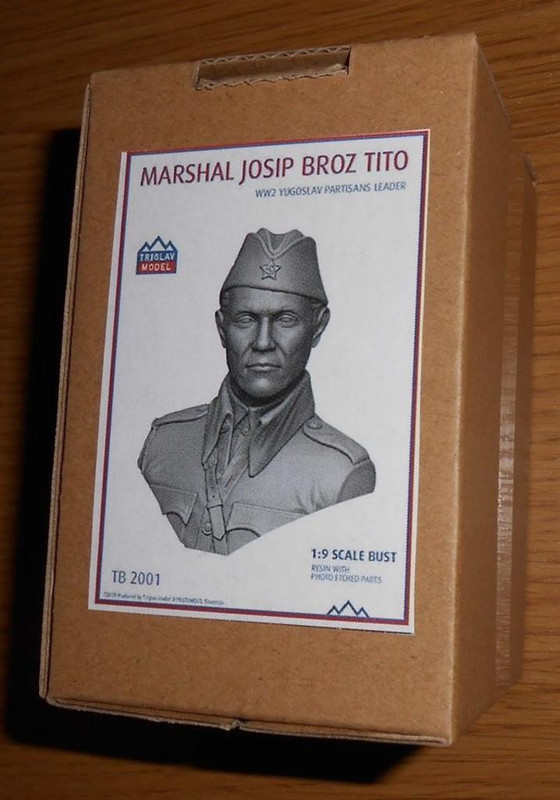 MARSHAL JOSIP BROZ TITO
WW2 YUGOSLAV PARTISANS LEADER
TRIGLAV
MODEL
1:9 SCALE BUST
RESIN WITH
PHOTO ETCHED PARTS
TB 2001